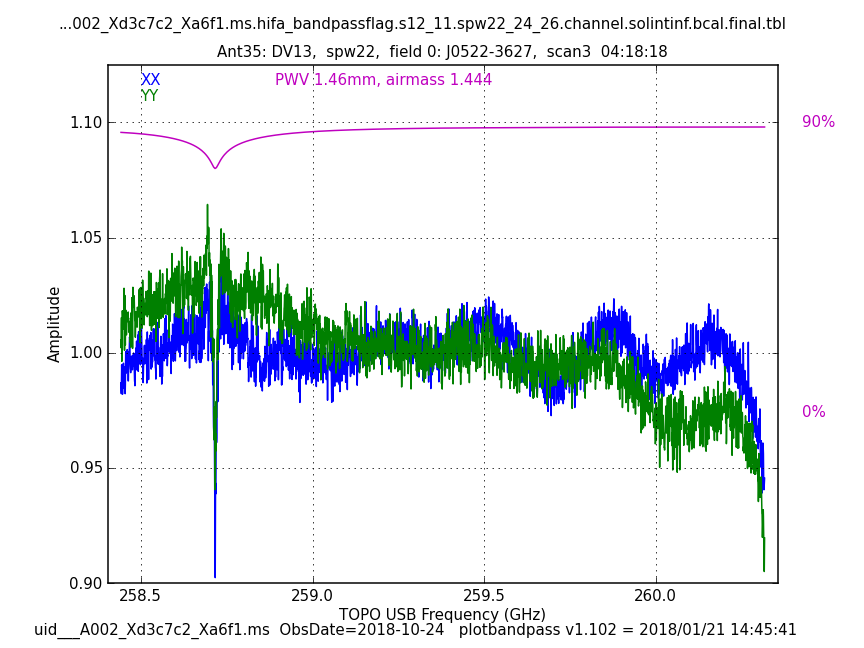 ...002_Xd3c7c2_Xa6f1.ms.hifa_bandpassflag.s12_11.spw22_24_26.channel.solintinf.bcal.final.tbl
Ant35: DV13, spw22, field 0: J0522-3627, scan3 04:18:18
XX
PWV 1.46mm, airmass 1.444
YY
1.10
90%
1.05
Amplitude
1.00
0%
0.95
0.90
258.5 259.0 259.5 260.0
TOPO USB Frequency (GHz)
uid___A002_Xd3c7c2_Xa6f1.ms ObsDate=2018-10-24 plotbandpass v1.102 = 2018/01/21 14:45:41